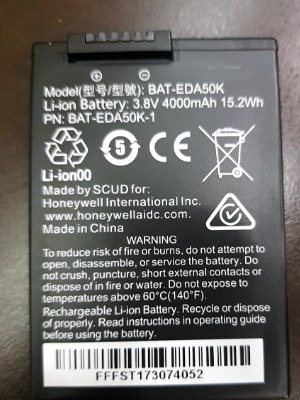 Model(型号/型號): BAT-EDA50K
Li-ion Battery: 3.8V 4000mAh 15.2Wh
PN: BAT-EDA50K-1
5
CE
Li-ion00
Made by SCUD for:
Honeywell International Inc.
www.honeywellaidc.com
Made in China
WARNING
To reduce risk of fire or burns, do not attempt to
open, disassemble, or service the battery. Do
not crush, puncture, short external contacts or
dispose of in fire or water. Do not expose to
temperatures above 60°C(140°F).
Rechargeable Li-ion Battery. Recycle or dispose
of properly. Read instructions in operating guide
before using the battery.
FFFST173074052